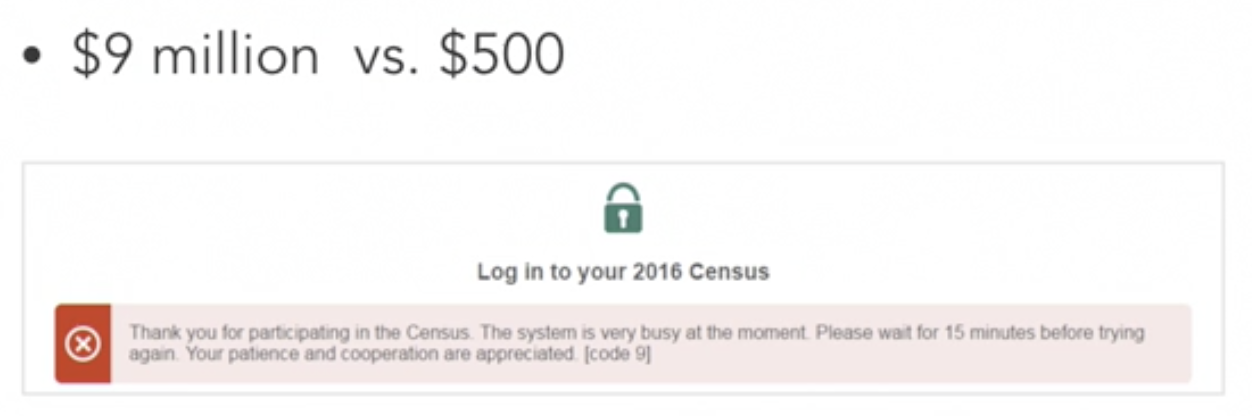 • $9 million vs. $500
Log in to your 2016 Census
Thank you for participating in the Census. The system is very busy at the moment. Please wait for 15 minutes before trying
again. Your patience and cooperation are appreciated. [code 9]